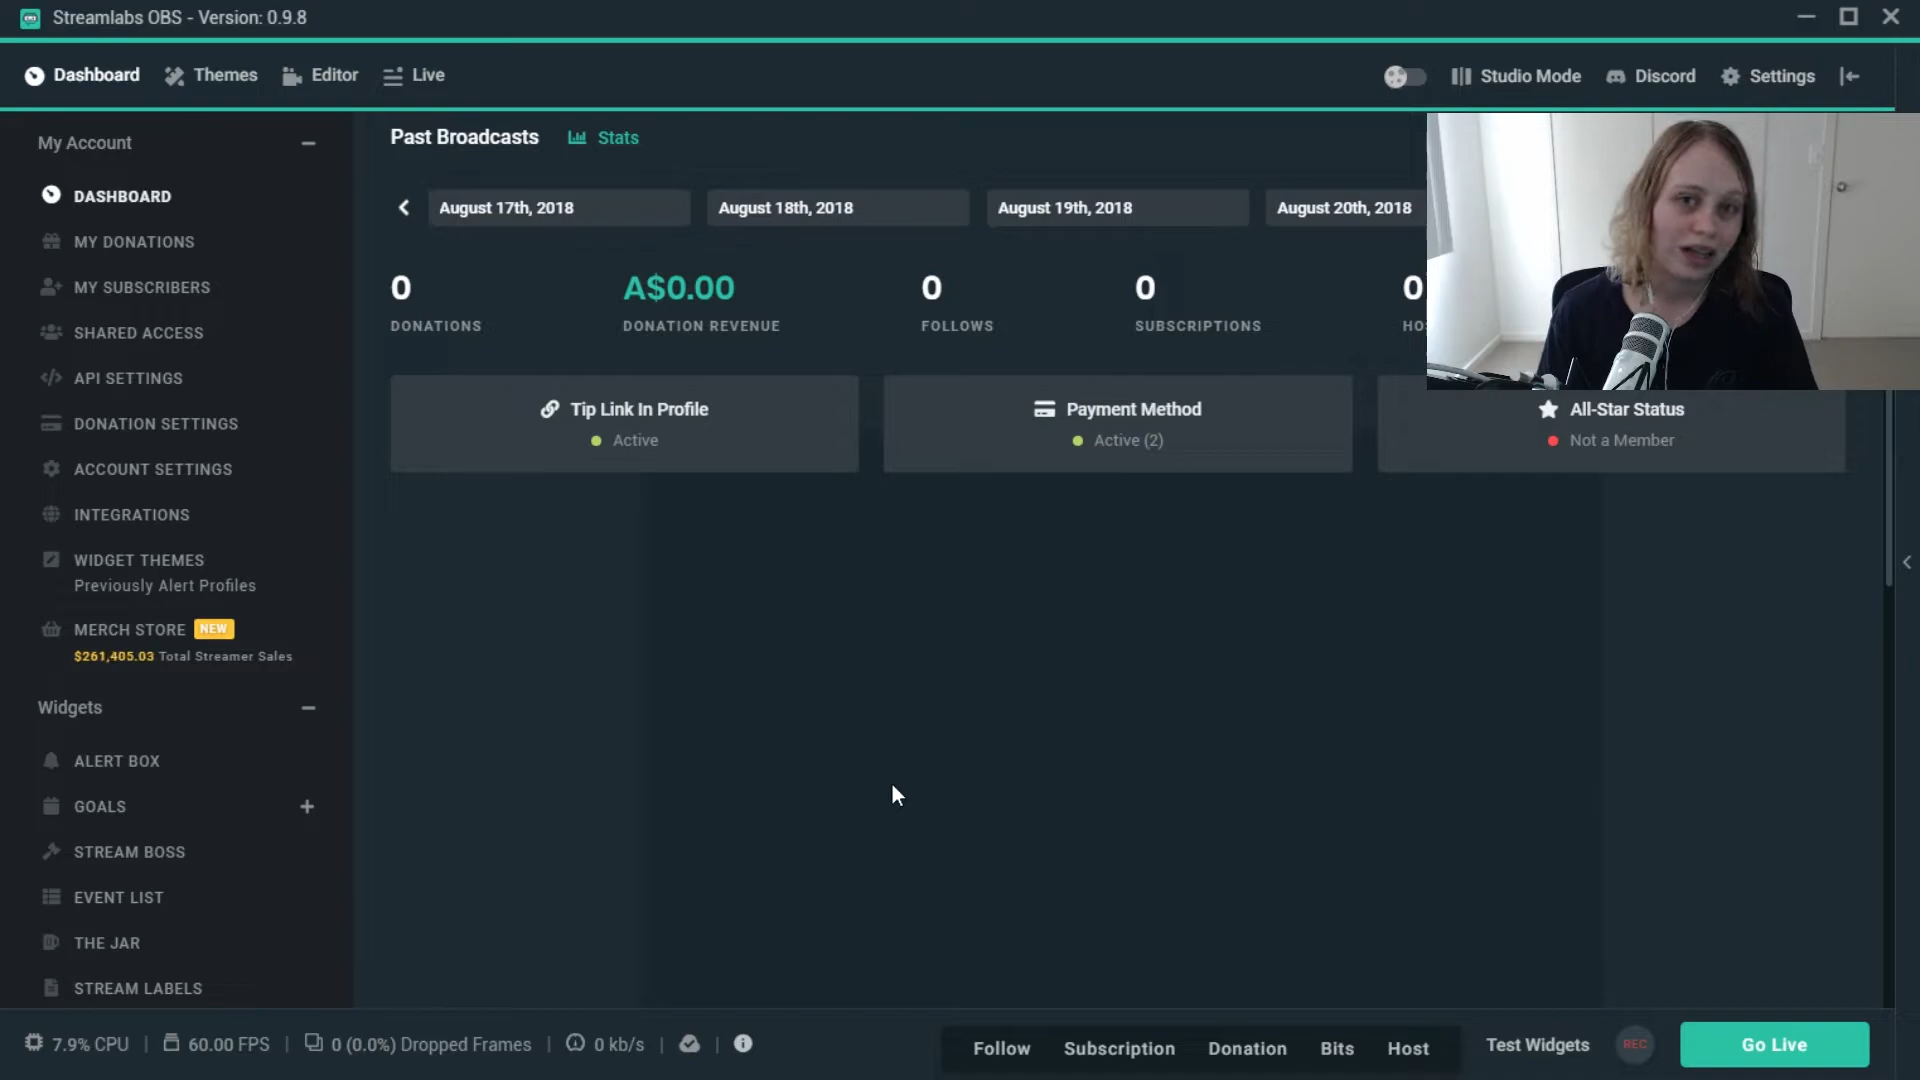 Streamlabs OBS - Version: 0.9.8
Dashboard Themes Editor Live Studio Mode Discord Settings
My Account
DASHBOARD
MY DONATIONS
MY SUBSCRIBERS
SHARED ACCESS
API SETTINGS
DONATION SETTINGS
ACCOUNT SETTINGS
INTEGRATIONS
WIDGET THEMES
Previously Alert Profiles
MERCH STORE NEW
$261,405.03 Total Streamer Sales
Widgets
ALERT BOX
GOALS
STREAM BOSS
EVENT LIST
THE JAR
STREAM LABELS
Past Broadcasts Stats
August 17th, 2018 August 18th, 2018 August 19th, 2018 August 20th, 2018
0 A$0.00 0 0 0
DONATIONS DONATION REVENUE FOLLOWS SUBSCRIPTIONS HO
Tip Link In Profile
Active
Payment Method
Active (2)
All-Star Status
Not a Member
7.9% CPU | 60.00 FPS | 0 (0.0%) Dropped Frames | 0 kb/s | |
Follow Subscription Donation Bits Host Test Widgets REC Go Live